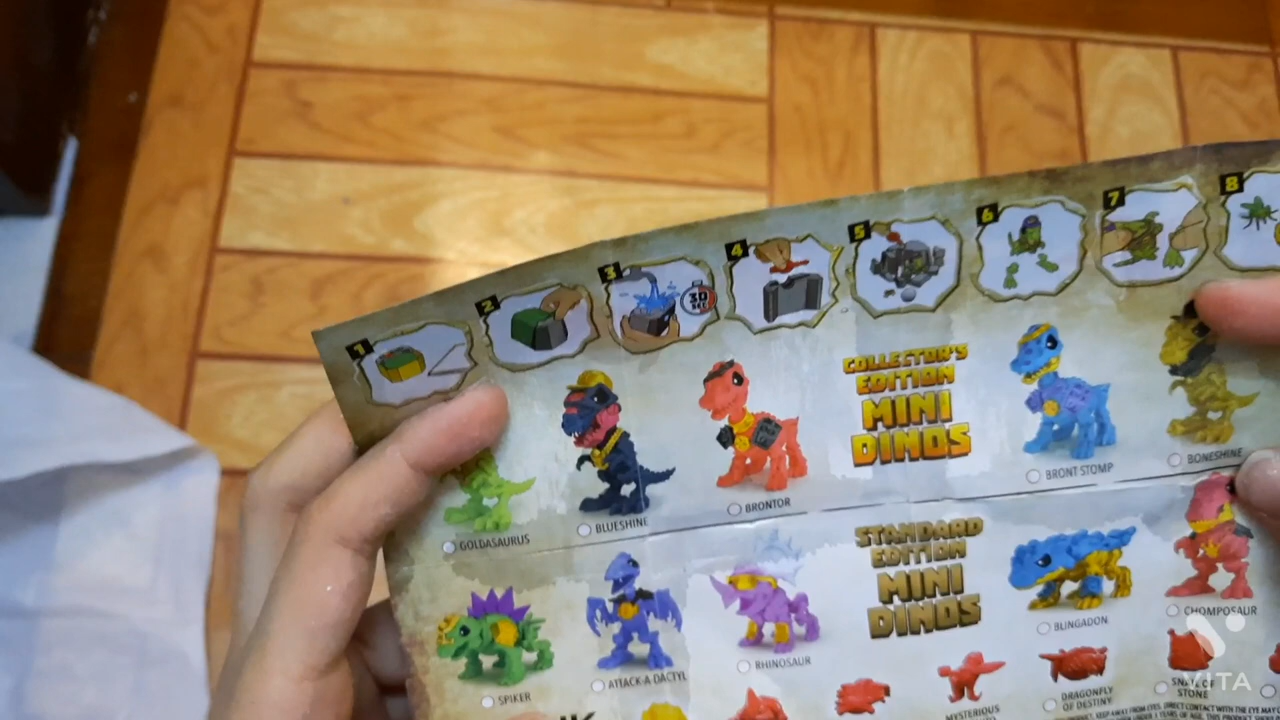 1 2 3 4 5 6 7 8
30
SEC
COLLECTOR'S
EDITION
MINI
DINOS
GOLDASAURUS
BLUESHINE
BRONTOR
BRONT STOMP
BONESHINE
STANDARD
EDITION
MINI
DINOS
SPIKER
ATTACK-A-DACTYL
RHINOSAUR
BLINGADON
CHOMPOSAUR
MYSTERIOUS
DRAGONFLY
OF DESTINY
STONE
VITA